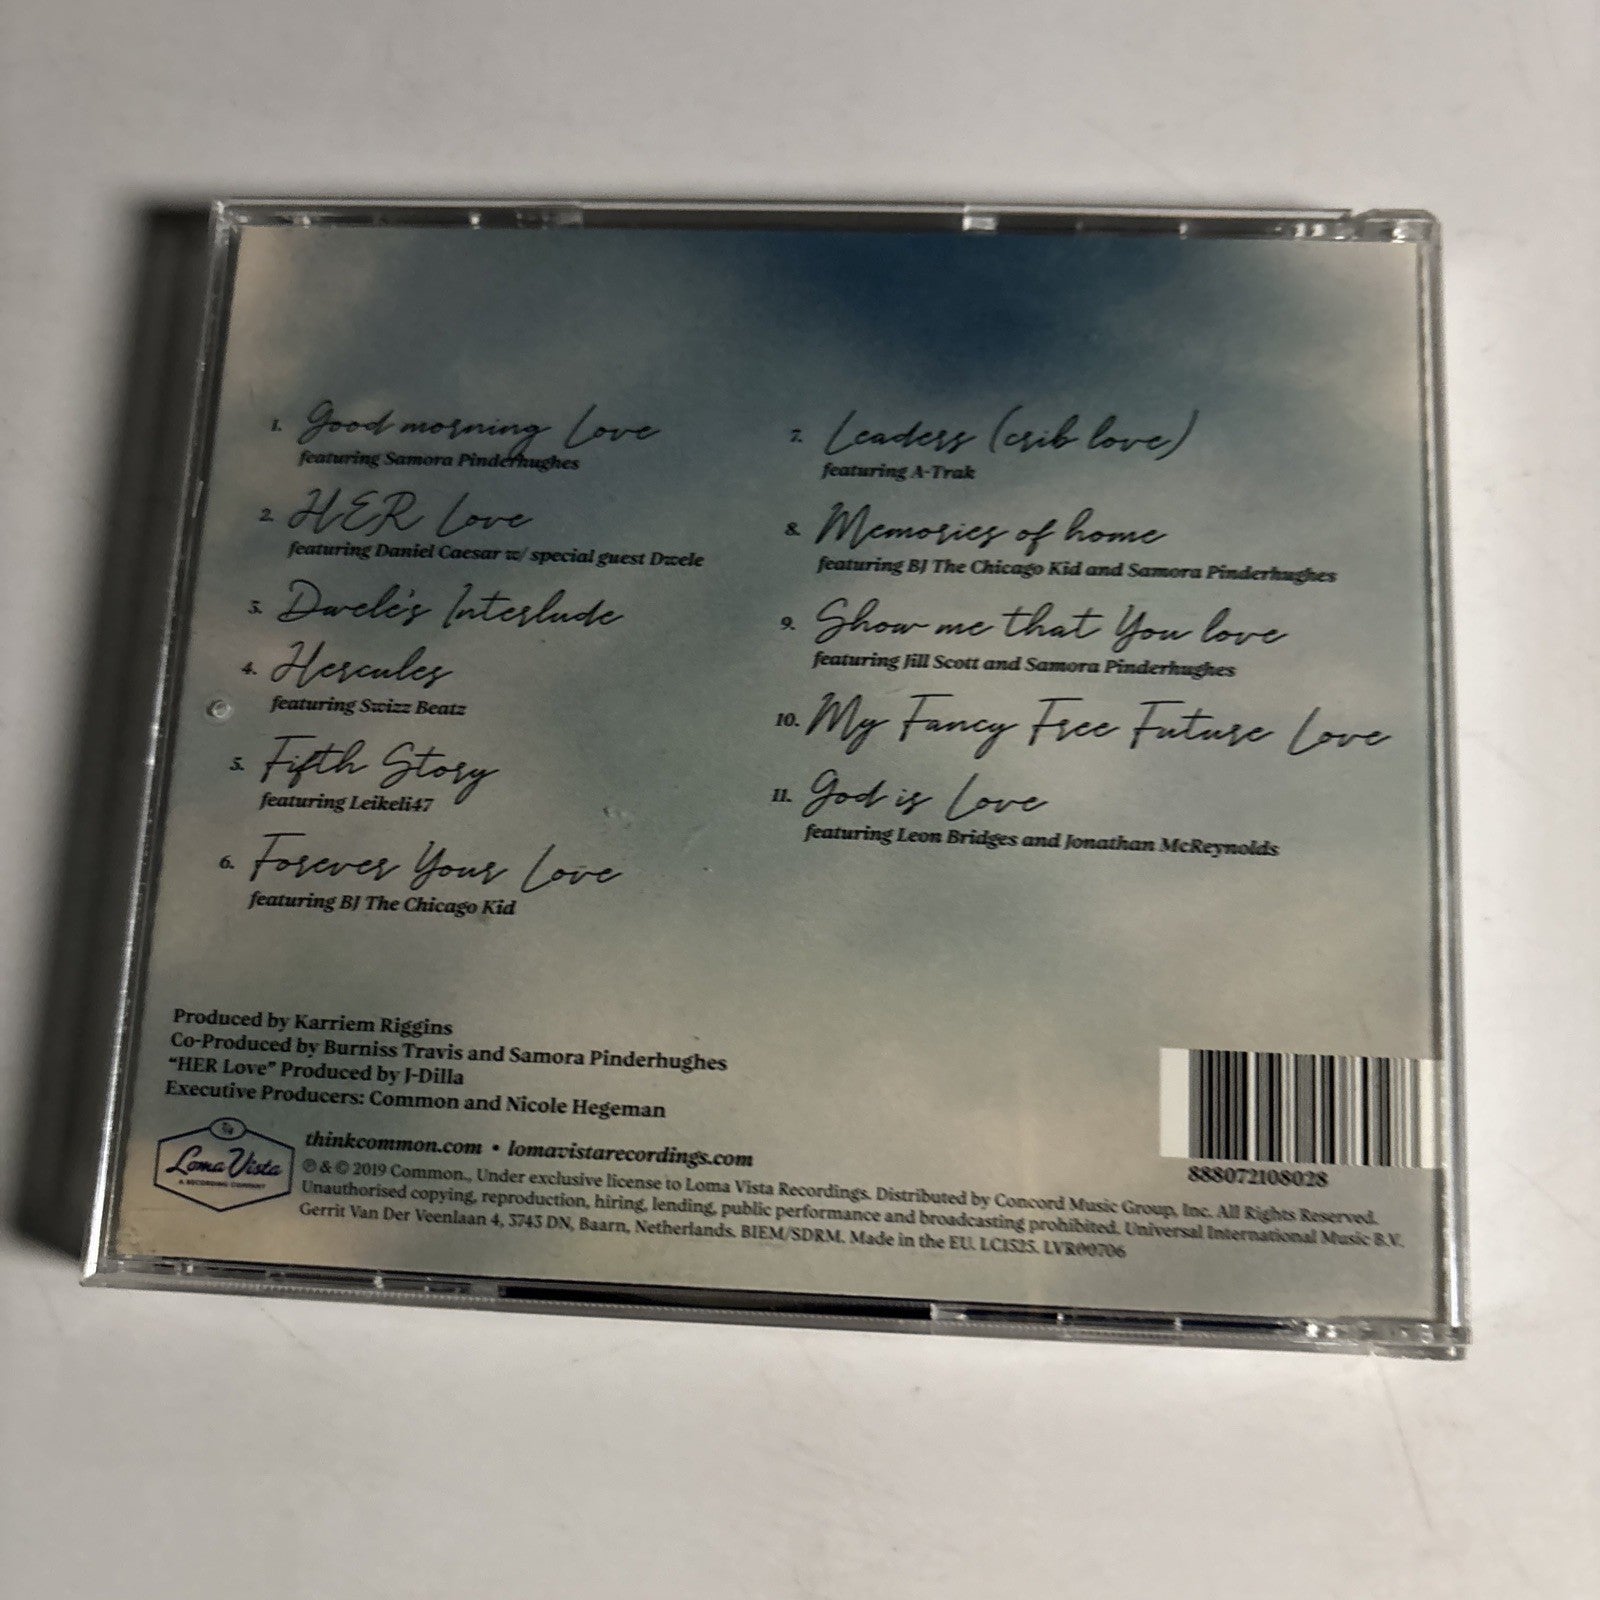 1. Good morning Love
featuring Samora Pinderhughes
2. HER Love
featuring Daniel Caesar w/ special guest Dwele
3. Dwele's Interlude
4. Hercules
featuring Swizz Beatz
5. Fifth Story
featuring Leikeli47
6. Forever Your Love
featuring BJ The Chicago Kid
7. Leaders (crib love)
featuring A-Trak
8. Memories of home
featuring BJ The Chicago Kid and Samora Pinderhughes
9. Show me that You love
featuring Jill Scott and Samora Pinderhughes
10. My Fancy Free Future Love
11. God is Love
featuring Leon Bridges and Jonathan McReynolds
Produced by Karriem Riggins
Co-Produced by Burniss Travis and Samora Pinderhughes
“HER Love” Produced by J-Dilla
Executive Producers: Common and Nicole Hegeman
Loma Vista
A RECORDING COMPANY
thinkcommon.com • lomavistarecordings.com
℗ & © 2019 Common., Under exclusive license to Loma Vista Recordings. Distributed by Concord Music Group, Inc. All Rights Reserved.
Unauthorised copying, reproduction, hiring, lending, public performance and broadcasting prohibited. Universal International Music B.V.
Gerrit Van Der Veenlaan 4, 3743 DN, Baarn, Netherlands. BIEM/SDRM. Made in the EU. LC1525. LVR00706
888072108028